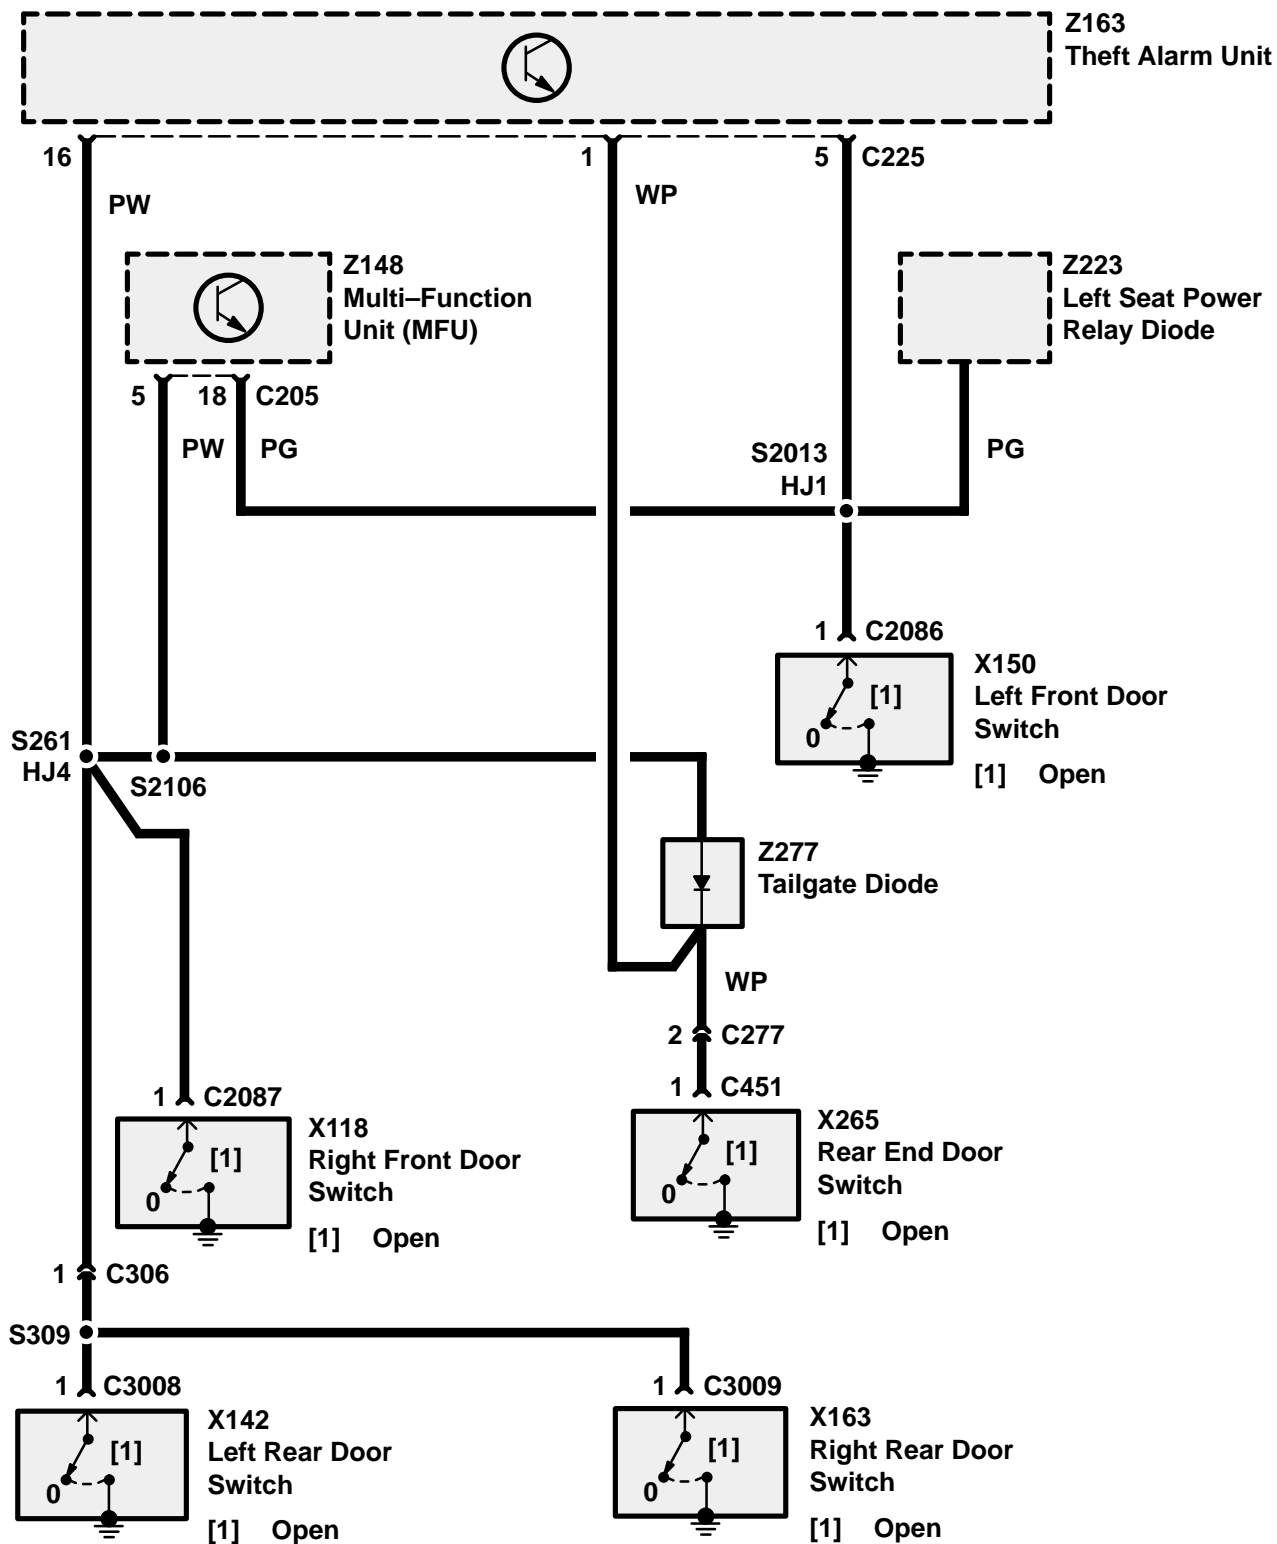 Z163
Theft Alarm Unit
16
1
5
C225
PW
WP
Z148
Multi–Function
Unit (MFU)
Z223
Left Seat Power
Relay Diode
5
18
C205
PW
PG
S2013
HJ1
PG
1
C2086
X150
Left Front Door
Switch
[1]
0
[1] Open
S261
HJ4
S2106
Z277
Tailgate Diode
WP
2
C277
1
C451
1
C2087
X118
Right Front Door
Switch
[1]
0
[1] Open
X265
Rear End Door
Switch
[1]
0
[1] Open
1
C306
S309
1
C3008
1
C3009
X142
Left Rear Door
Switch
[1]
0
[1] Open
X163
Right Rear Door
Switch
[1]
0
[1] Open